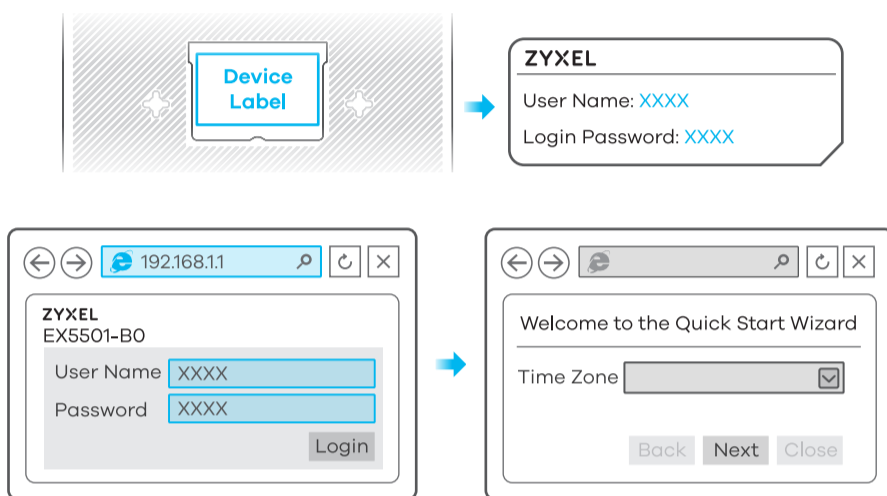 Device
Label
ZYXEL
User Name: XXXX
Login Password: XXXX
192.168.1.1
ZYXEL
EX5501-B0
User Name XXXX
Password XXXX
Login
Welcome to the Quick Start Wizard
Time Zone
Back Next Close